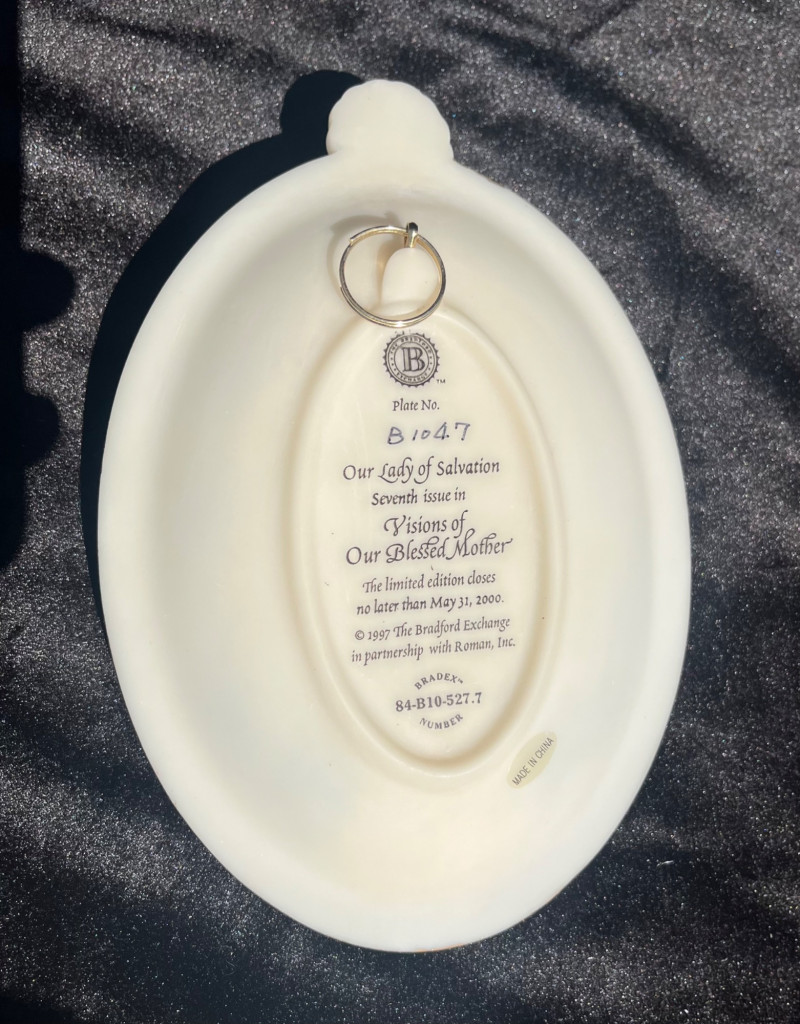 B
™
Plate No.
B1047
Our Lady of Salvation
Seventh issue in
Visions of
Our Blessed Mother
The limited edition closes
no later than May 31, 2000.
© 1997 The Bradford Exchange
in partnership with Roman, Inc.
BRADEX™
84-B10-527.7
NUMBER
MADE IN CHINA